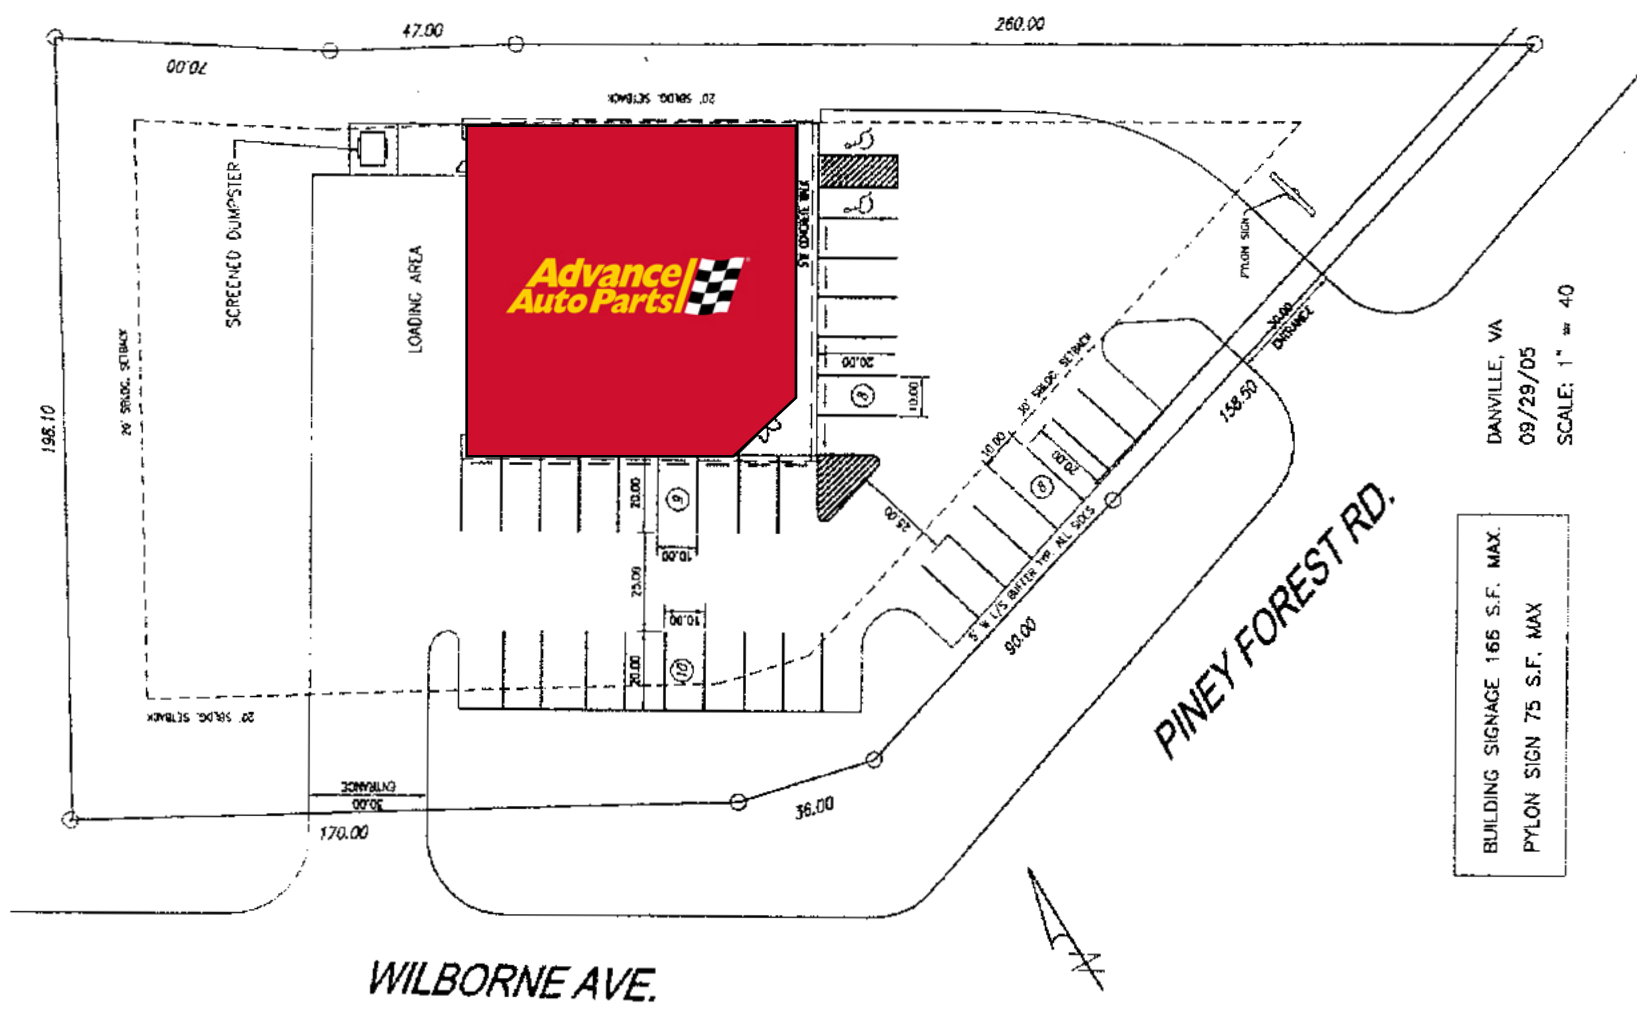 47.00
260.00
70.00
20' SBLDG. SETBACK
SCREENED DUMPSTER
LOADING AREA
5.5 CONCRETE WALK
PYLON SIGN
Advance
Auto Parts
20' SBLDG. SETBACK
198.10
20.00
8
10.00
30.00
ENTRANCE
158.50
30' SBLDG. SETBACK
10.00
20.00
8
25.00
5' W L/S BUFFER TYP. ALL SIDES
90.00
20.00
9
10.00
25.00
10.00
20.00
10
20' SBLDG. SETBACK
ENTRANCE
30.00
170.00
36.00
PINEY FOREST RD.
WILBORNE AVE.
N
DANVILLE, VA
09/29/05
SCALE: 1" = 40
BUILDING SIGNAGE 166 S.F. MAX.
PYLON SIGN 75 S.F. MAX